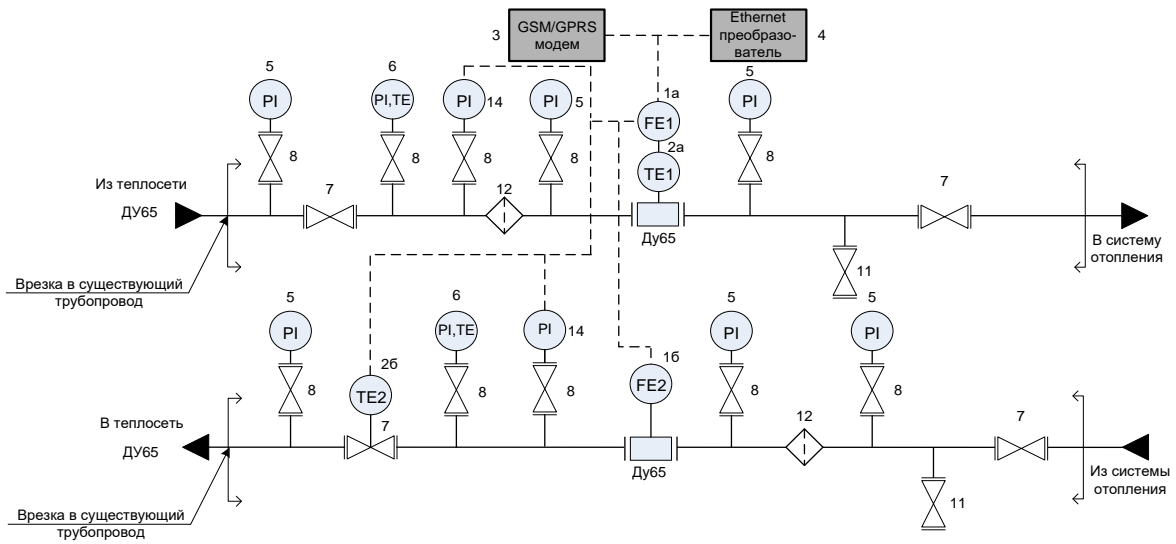 3
GSM/GPRS
модем
Ethernet
преобразо-
ватель
4
5
6
5
1а
PI
PI,TE
PI
14
PI
5
FE1
PI
2а
TE1
8
8
8
8
8
Из теплосети
ДУ65
7
12
7
Ду65
В систему
отопления
11
Врезка в существующий
трубопровод
5
6
5
5
PI
PI,TE
PI
14
1б
PI
PI
2б
TE2
FE2
8
8
8
8
8
7
12
7
В теплосеть
ДУ65
Ду65
Из системы
отопления
11
Врезка в существующий
трубопровод